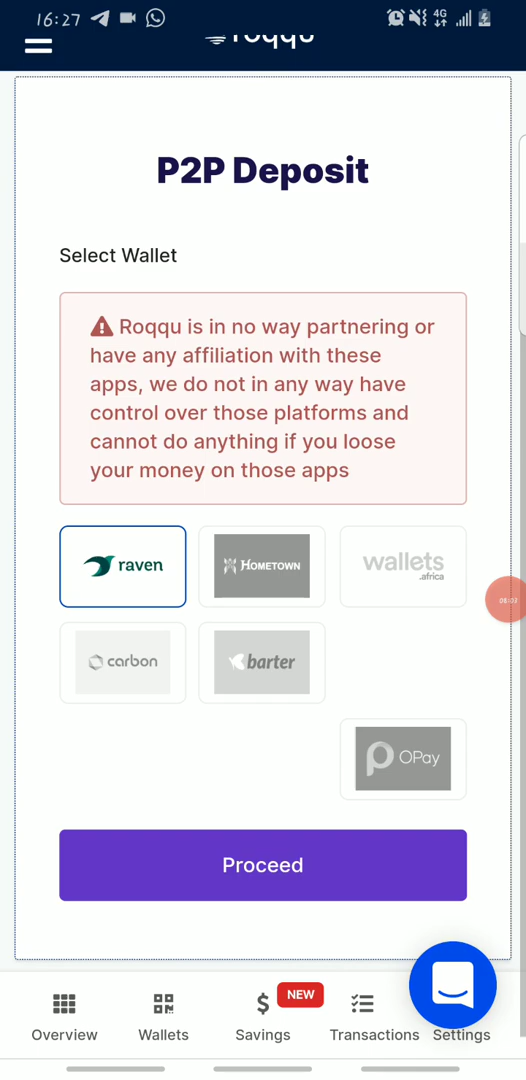 16:27
4G
roqqu
P2P Deposit
Select Wallet
Roqqu is in no way partnering or
have any affiliation with these
apps, we do not in any way have
control over those platforms and
cannot do anything if you loose
your money on those apps
raven
HOMETOWN
wallets
.africa
carbon
barter
OPay
Proceed
NEW
Overview
Wallets
Savings
Transactions
Settings